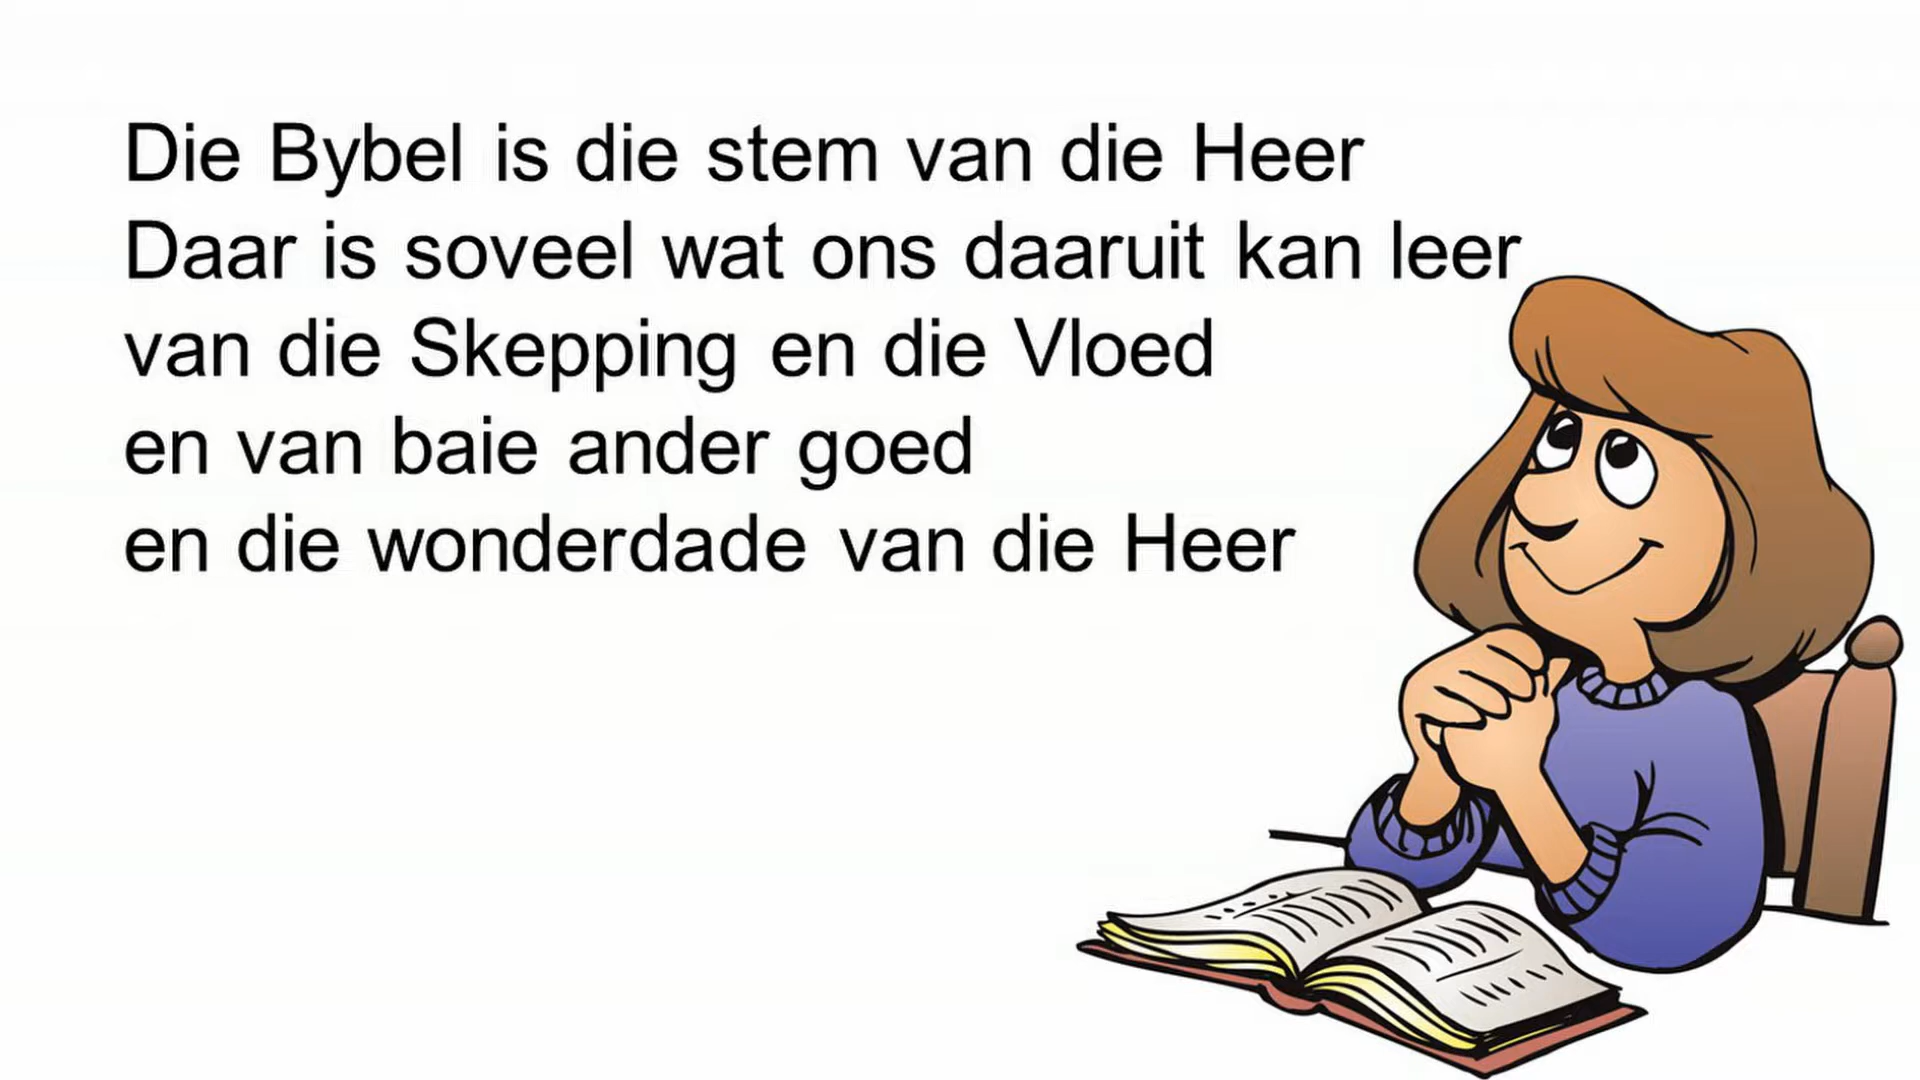 Die Bybel is die stem van die Heer
Daar is soveel wat ons daaruit kan leer
van die Skepping en die Vloed
en van baie ander goed
en die wonderdade van die Heer